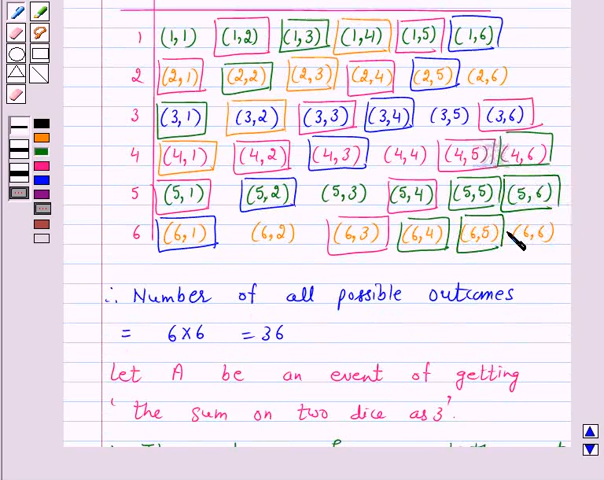 1 (1,1) (1,2) (1,3) (1,4) (1,5) (1,6)
2 (2,1) (2,2) (2,3) (2,4) (2,5) (2,6)
3 (3,1) (3,2) (3,3) (3,4) (3,5) (3,6)
4 (4,1) (4,2) (4,3) (4,4) (4,5) (4,6)
5 (5,1) (5,2) (5,3) (5,4) (5,5) (5,6)
6 (6,1) (6,2) (6,3) (6,4) (6,5) (6,6)
∴ Number of all possible outcomes
= 6×6 = 36
Let A be an event of getting
'the sum on two dice as 3'.